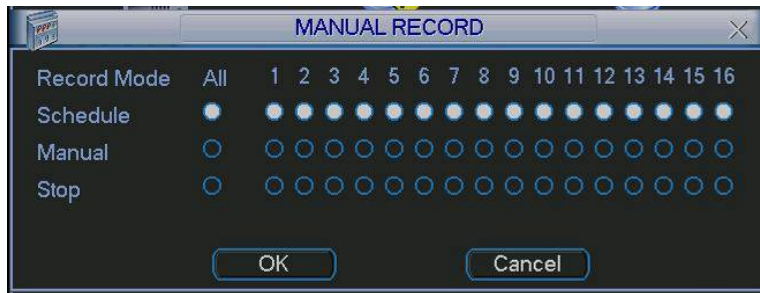 MANUAL RECORD
Record Mode All 1 2 3 4 5 6 7 8 9 10 11 12 13 14 15 16
Schedule
Manual
Stop
OK Cancel